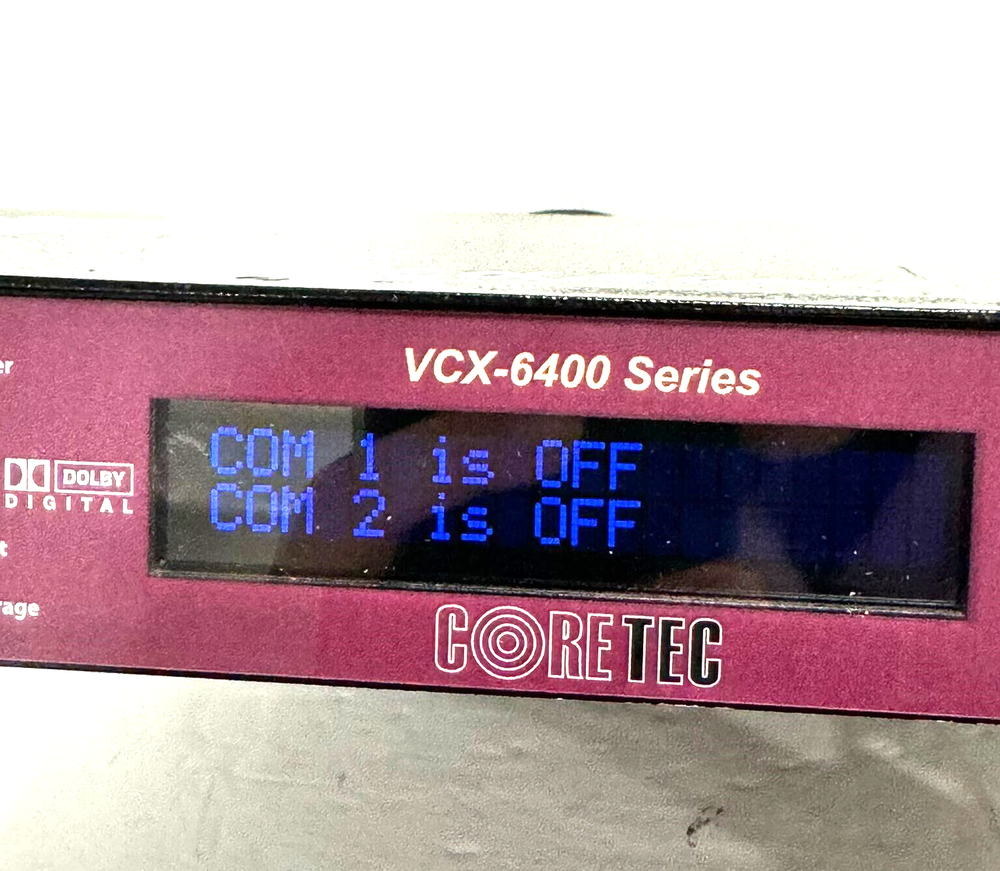 VCX-6400 Series
COM 1 is OFF
COM 2 is OFF
DOLBY
DIGITAL
CORETEC